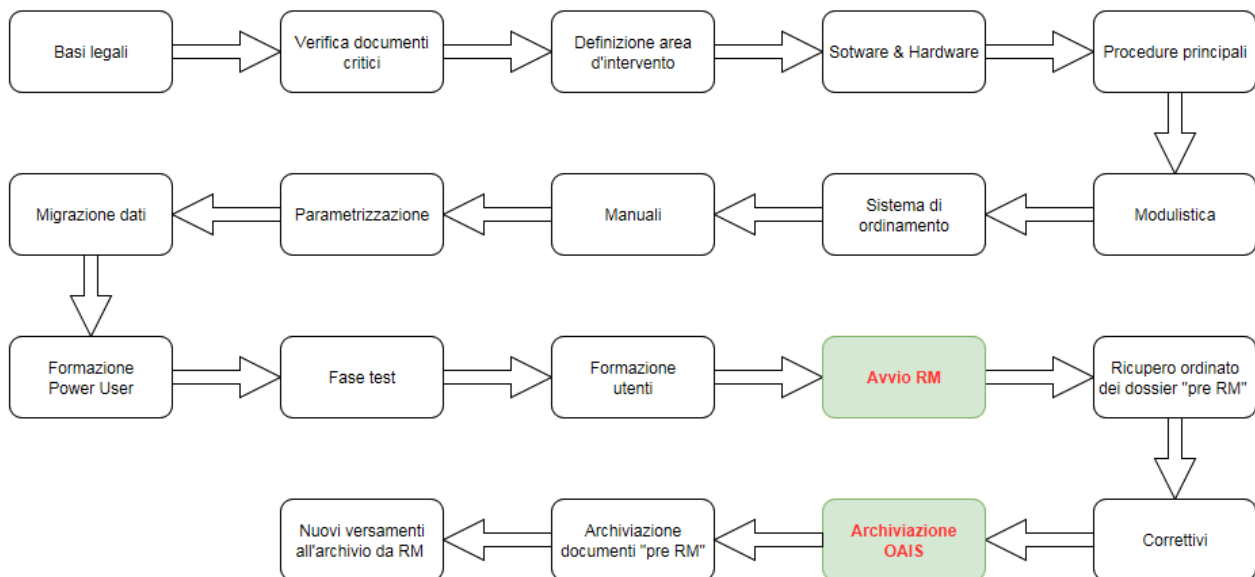 Basi legali
Verifica documenti
critici
Definizione area
d'intervento
Sotware & Hardware
Procedure principali
Modulistica
Sistema di
ordinamento
Manuali
Parametrizzazione
Migrazione dati
Formazione
Power User
Fase test
Formazione
utenti
Avvio RM
Ricupero ordinato
dei dossier "pre RM"
Correttivi
Archiviazione
OAIS
Archiviazione
documenti "pre RM"
Nuovi versamenti
all'archivio da RM